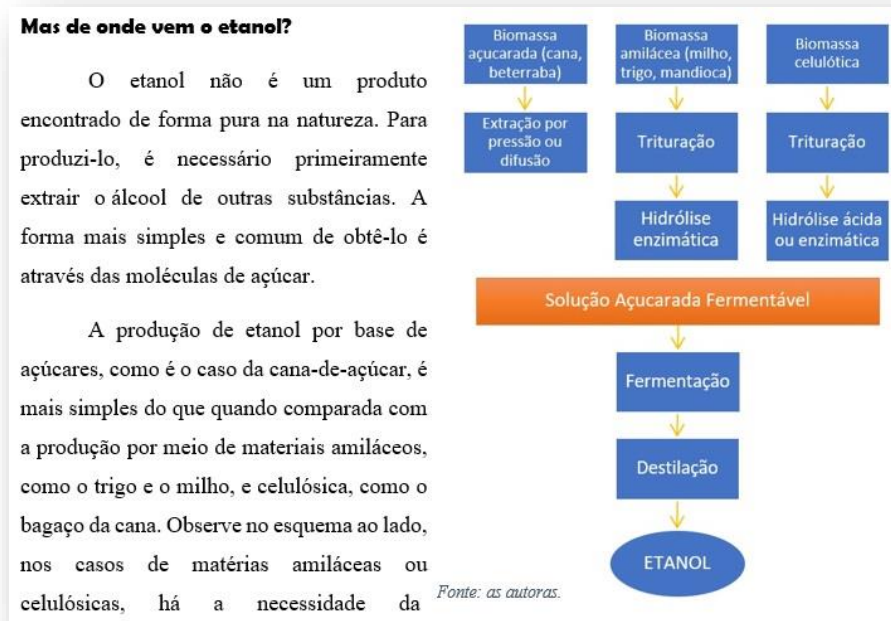 Mas de onde vem o etanol?
O etanol não é um produto
encontrado de forma pura na natureza. Para
produzi-lo, é necessário primeiramente
extrair o álcool de outras substâncias. A
forma mais simples e comum de obtê-lo é
através das moléculas de açúcar.
A produção de etanol por base de
açúcares, como é o caso da cana-de-açúcar, é
mais simples do que quando comparada com
a produção por meio de materiais amiláceos,
como o trigo e o milho, e celulósica, como o
bagaço da cana. Observe no esquema ao lado,
nos casos de matérias amiláceas ou
celulósicas, há a necessidade da
Biomassa
açucarada (cana,
beterraba)
Extração por
pressão ou
difusão
Biomassa
amilácea (milho,
trigo, mandioca)
Trituração
Hidrólise
enzimática
Biomassa
celulótica
Trituração
Hidrólise ácida
ou enzimática
Solução Açucarada Fermentável
Fermentação
Destilação
ETANOL
Fonte: as autoras.